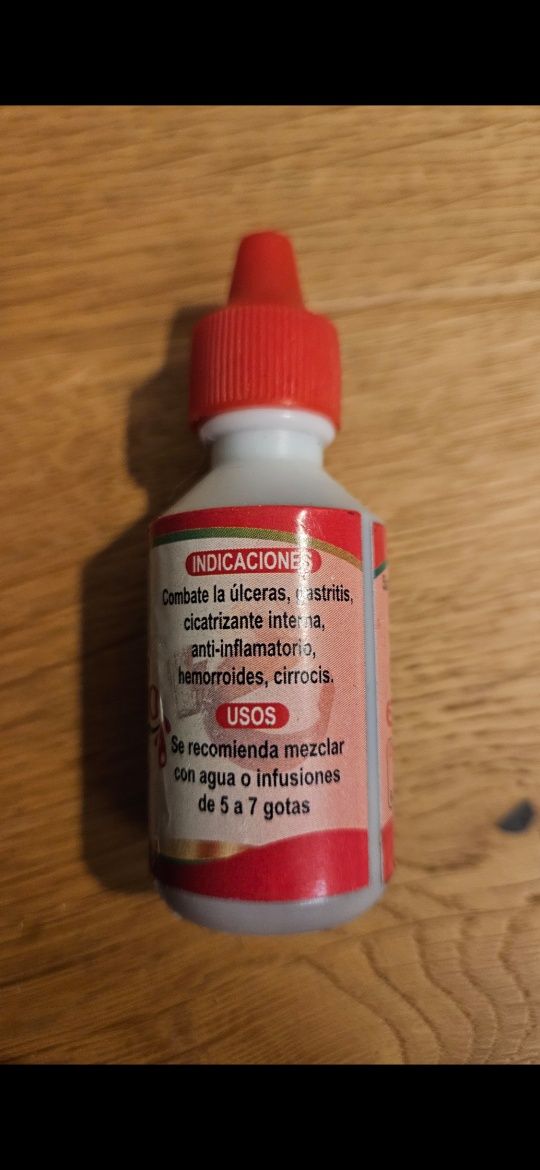 INDICACIONES
Combate la úlceras, gastritis,
cicatrizante interna,
anti-inflamatorio,
hemorroides, cirrocis.
USOS
Se recomienda mezclar
con agua o infusiones
de 5 a 7 gotas